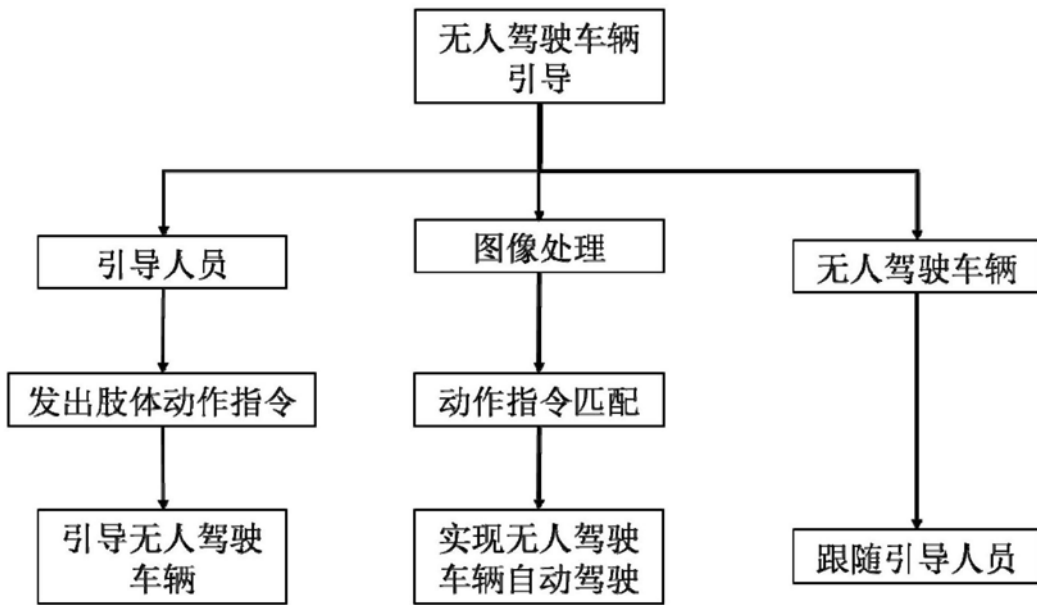 无人驾驶车辆
引导
引导人员
图像处理
无人驾驶车辆
发出肢体动作指令
动作指令匹配
引导无人驾驶
车辆
实现无人驾驶
车辆自动驾驶
跟随引导人员